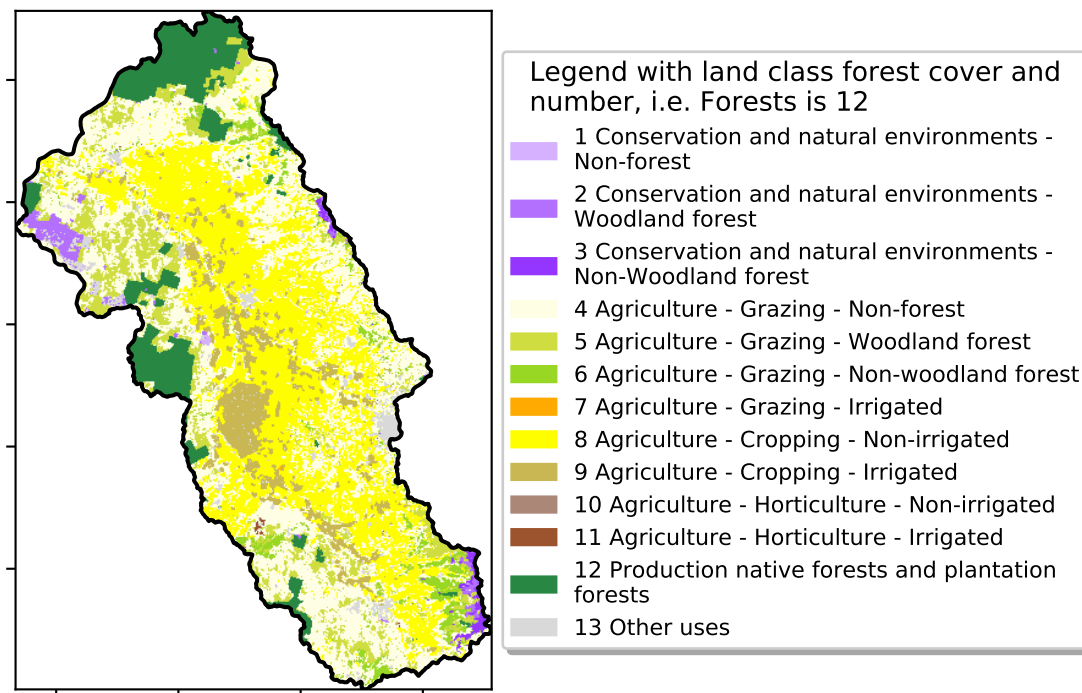 Legend with land class forest cover and
number, i.e. Forests is 12
1 Conservation and natural environments -
Non-forest
2 Conservation and natural environments -
Woodland forest
3 Conservation and natural environments -
Non-Woodland forest
4 Agriculture - Grazing - Non-forest
5 Agriculture - Grazing - Woodland forest
6 Agriculture - Grazing - Non-woodland forest
7 Agriculture - Grazing - Irrigated
8 Agriculture - Cropping - Non-irrigated
9 Agriculture - Cropping - Irrigated
10 Agriculture - Horticulture - Non-irrigated
11 Agriculture - Horticulture - Irrigated
12 Production native forests and plantation
forests
13 Other uses